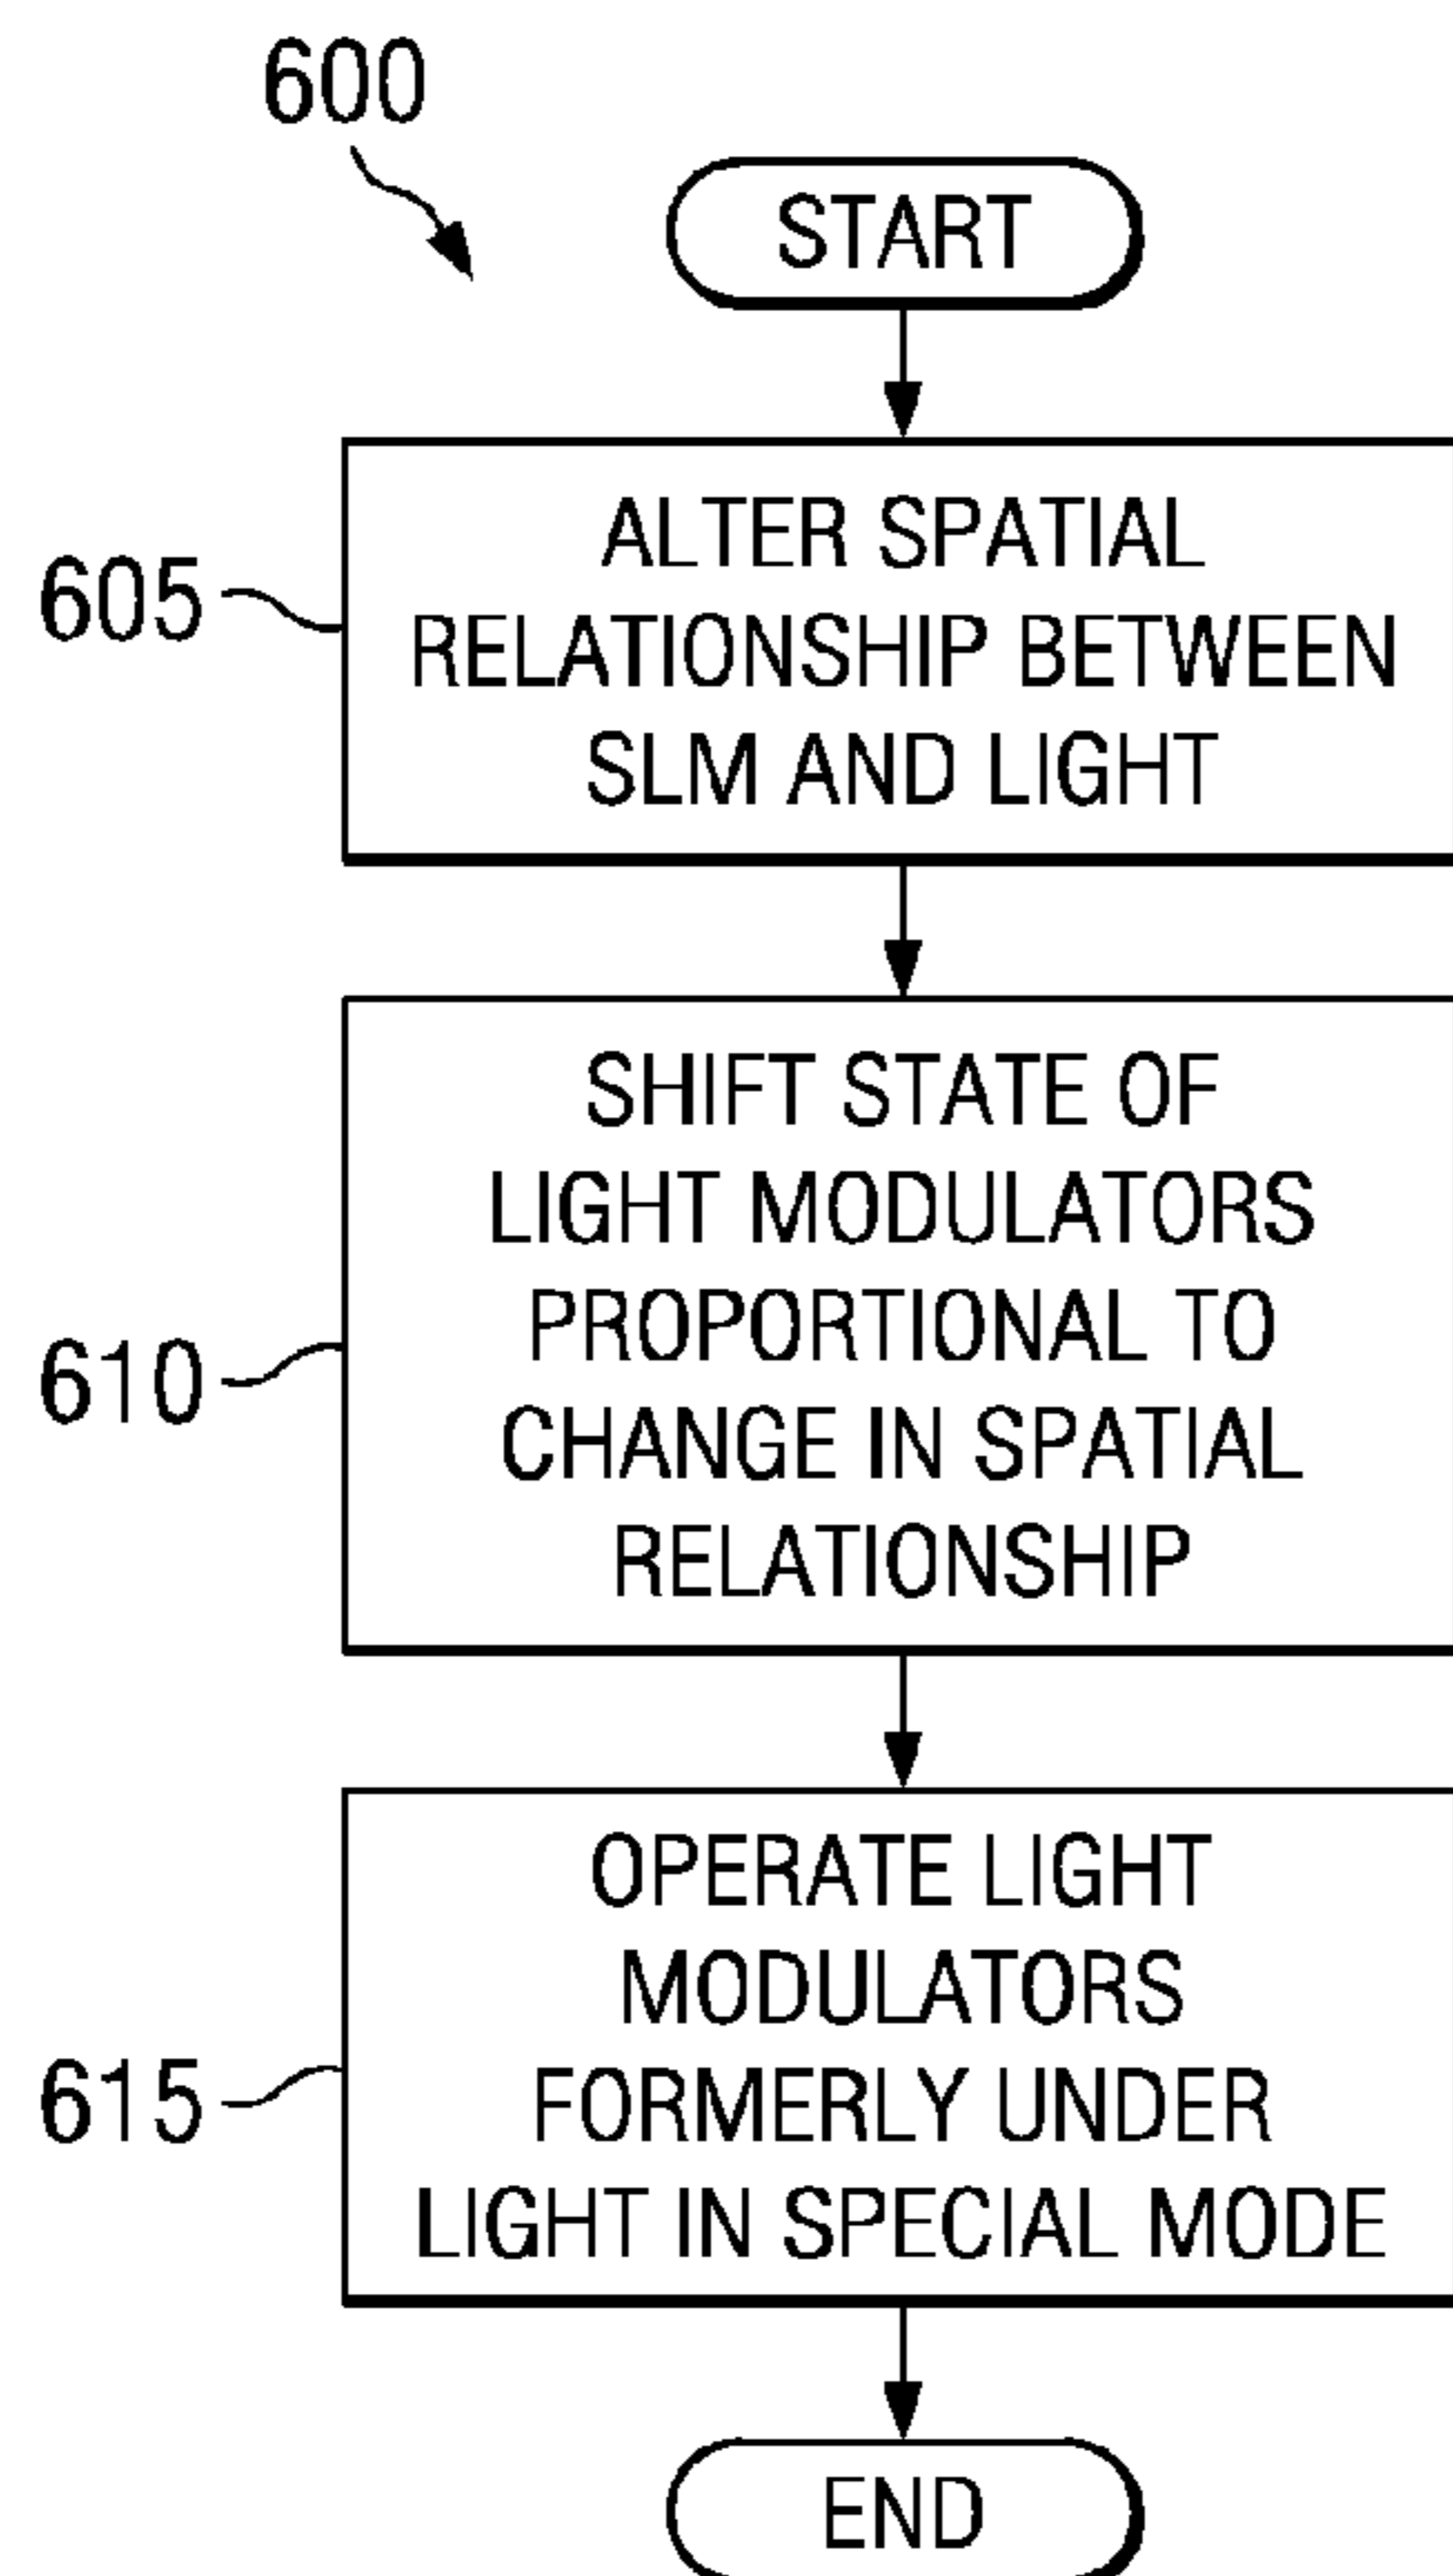 600
START
605
ALTER SPATIAL
RELATIONSHIP BETWEEN
SLM AND LIGHT
610
SHIFT STATE OF
LIGHT MODULATORS
PROPORTIONAL TO
CHANGE IN SPATIAL
RELATIONSHIP
615
OPERATE LIGHT
MODULATORS
FORMERLY UNDER
LIGHT IN SPECIAL MODE
END